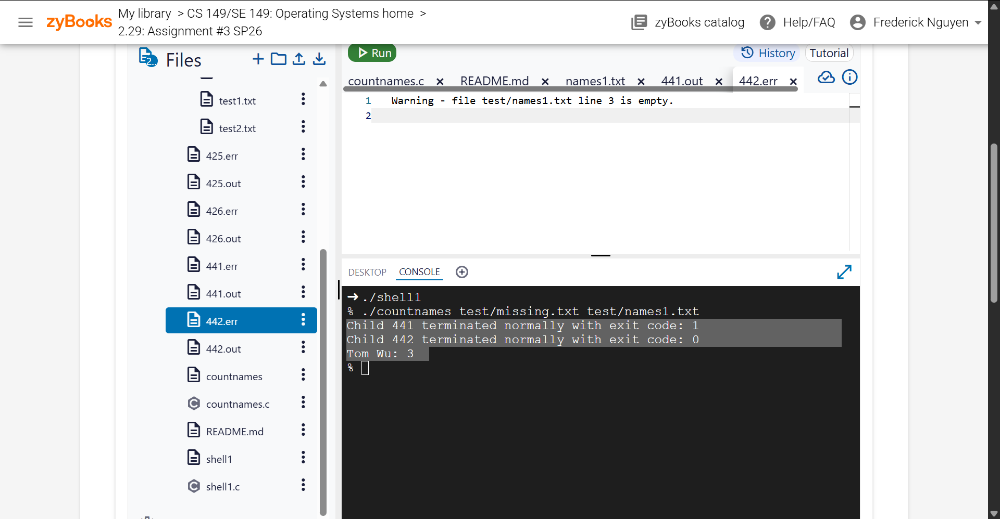 zyBooks
My library > CS 149/SE 149: Operating Systems home >
2.29: Assignment #3 SP26
zyBooks catalog
Help/FAQ
Frederick Nguyen
2..
Files
test1.txt
test2.txt
425.err
425.out
426.err
426.out
441.err
441.out
442.err
442.out
countnames
countnames.c
README.md
shell1
shell1.c
Run
History
Tutorial
countnames.c
README.md
names1.txt
441.out
442.err
1 Warning - file test/names1.txt line 3 is empty.
2
DESKTOP
CONSOLE
➜ ./shell1
% ./countnames test/missing.txt test/names1.txt
Child 441 terminated normally with exit code: 1
Child 442 terminated normally with exit code: 0
Tom Wu: 3
%